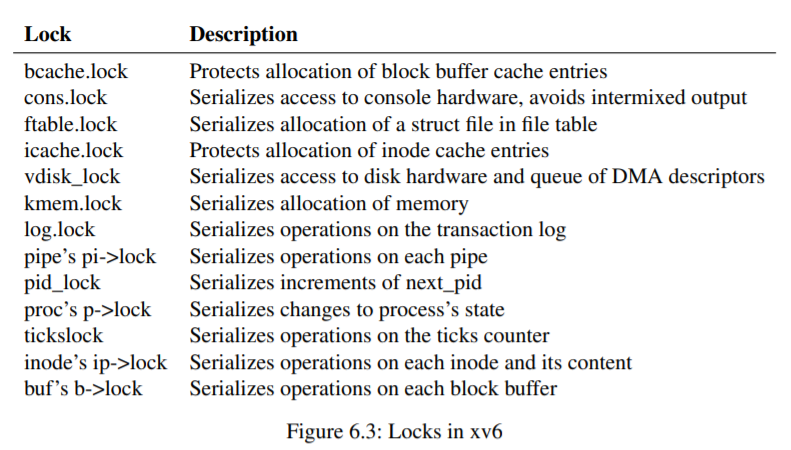 Lock Description
bcache.lock Protects allocation of block buffer cache entries
cons.lock Serializes access to console hardware, avoids intermixed output
ftable.lock Serializes allocation of a struct file in file table
icache.lock Protects allocation of inode cache entries
vdisk_lock Serializes access to disk hardware and queue of DMA descriptors
kmem.lock Serializes allocation of memory
log.lock Serializes operations on the transaction log
pipe’s pi->lock Serializes operations on each pipe
pid_lock Serializes increments of next_pid
proc’s p->lock Serializes changes to process’s state
tickslock Serializes operations on the ticks counter
inode’s ip->lock Serializes operations on each inode and its content
buf’s b->lock Serializes operations on each block buffer
Figure 6.3: Locks in xv6